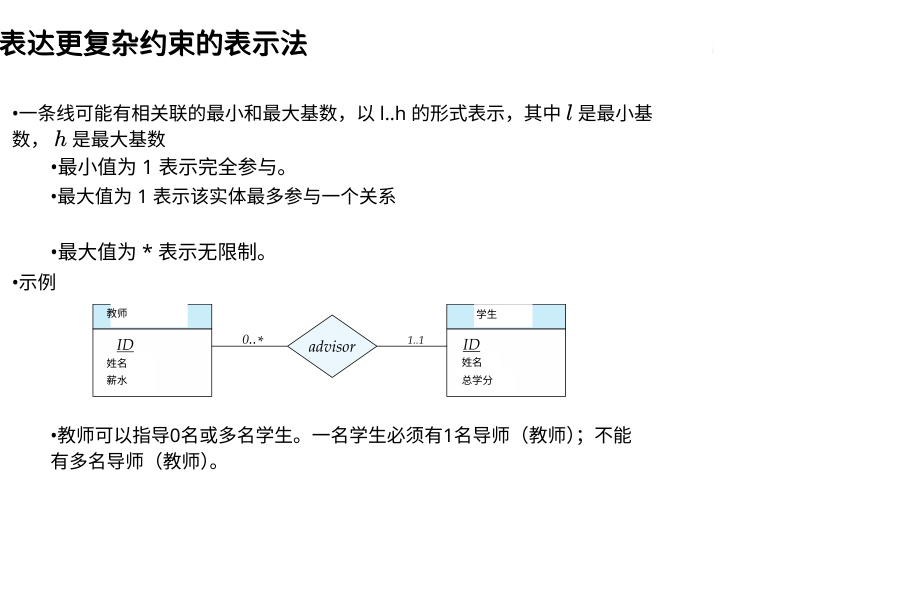 表达更复杂约束的表示法
•一条线可能有相关联的最小和最大基数，以 l..h 的形式表示，其中 l 是最小基
数， h 是最大基数
•最小值为 1 表示完全参与。
•最大值为 1 表示该实体最多参与一个关系
•最大值为 * 表示无限制。
•示例
教师
ID
姓名
薪水
0..*
advisor
1..1
学生
ID
姓名
总学分
•教师可以指导0名或多名学生。一名学生必须有1名导师（教师）；不能
有多名导师（教师）。